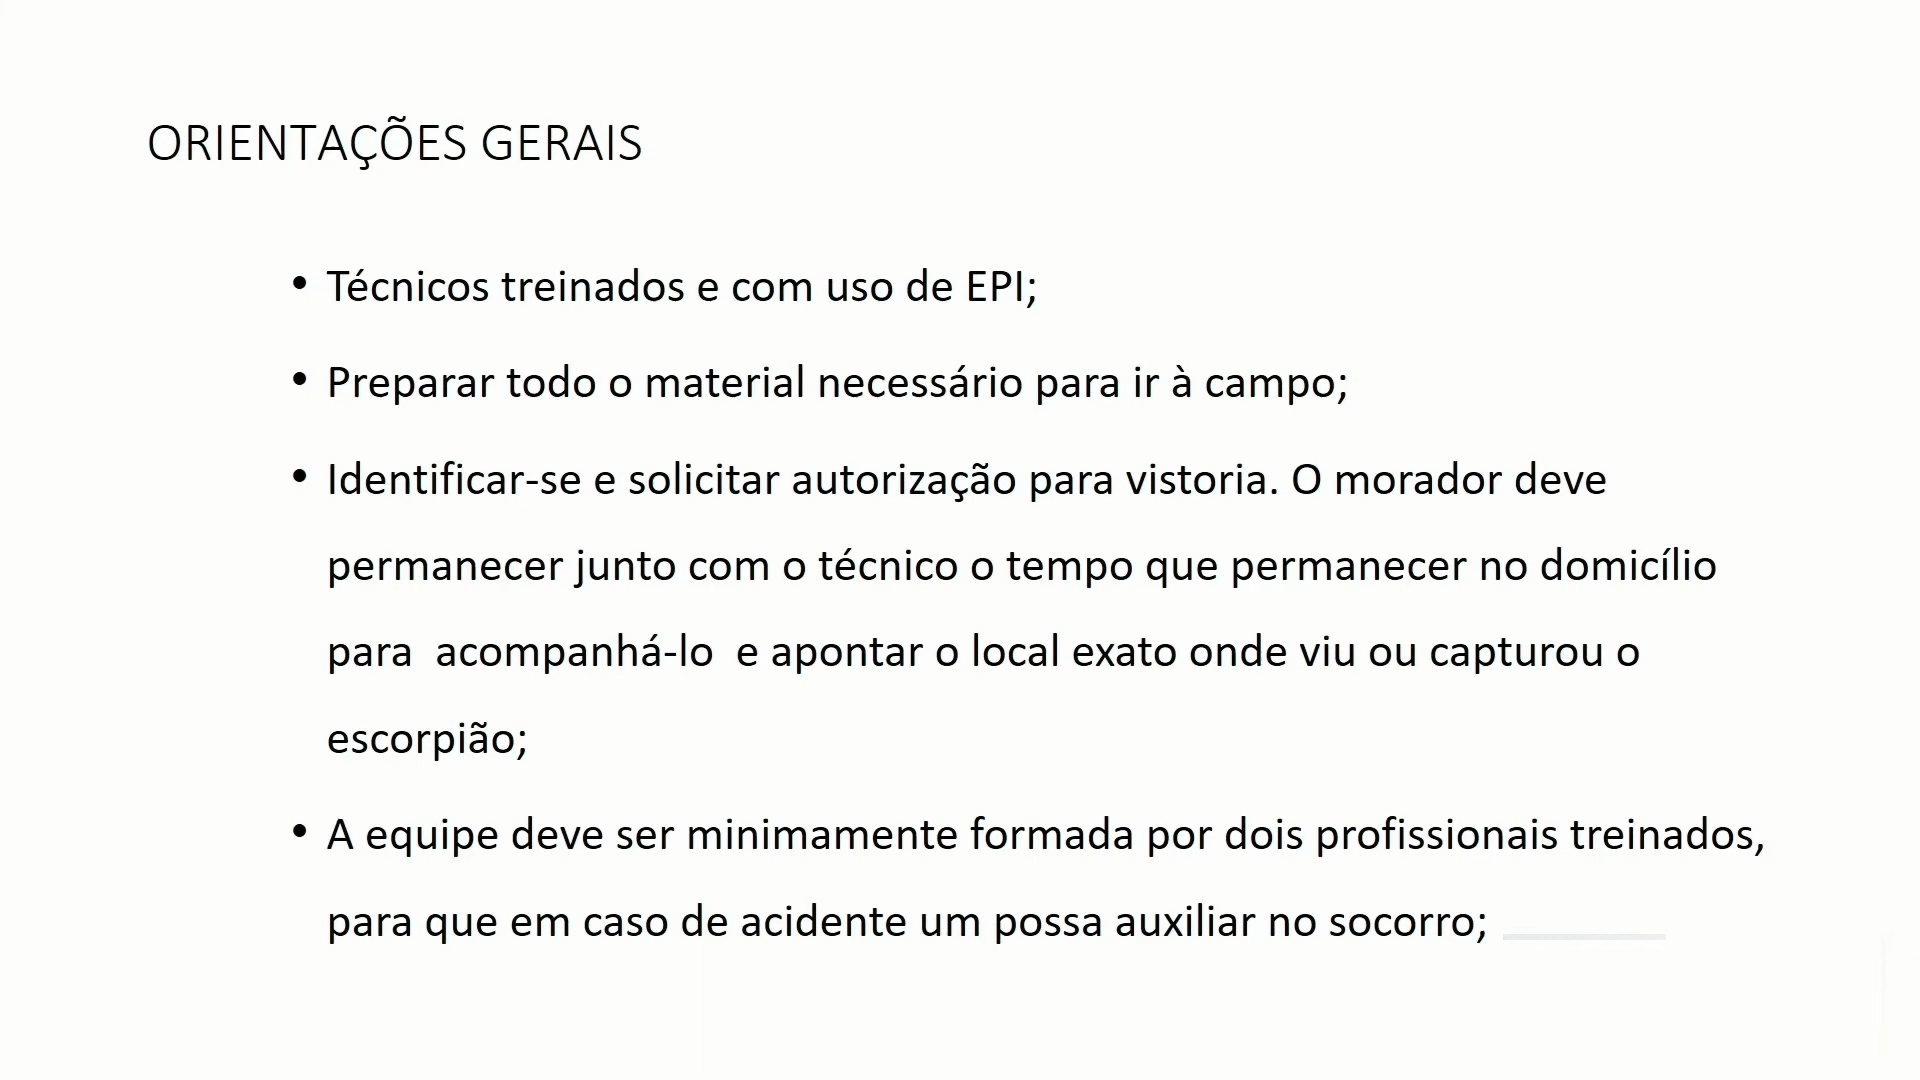 ORIENTAÇÕES GERAIS
• Técnicos treinados e com uso de EPI;
• Preparar todo o material necessário para ir à campo;
• Identificar-se e solicitar autorização para vistoria. O morador deve
permanecer junto com o técnico o tempo que permanecer no domicílio
para  acompanhá-lo  e apontar o local exato onde viu ou capturou o
escorpião;
• A equipe deve ser minimamente formada por dois profissionais treinados,
para que em caso de acidente um possa auxiliar no socorro;